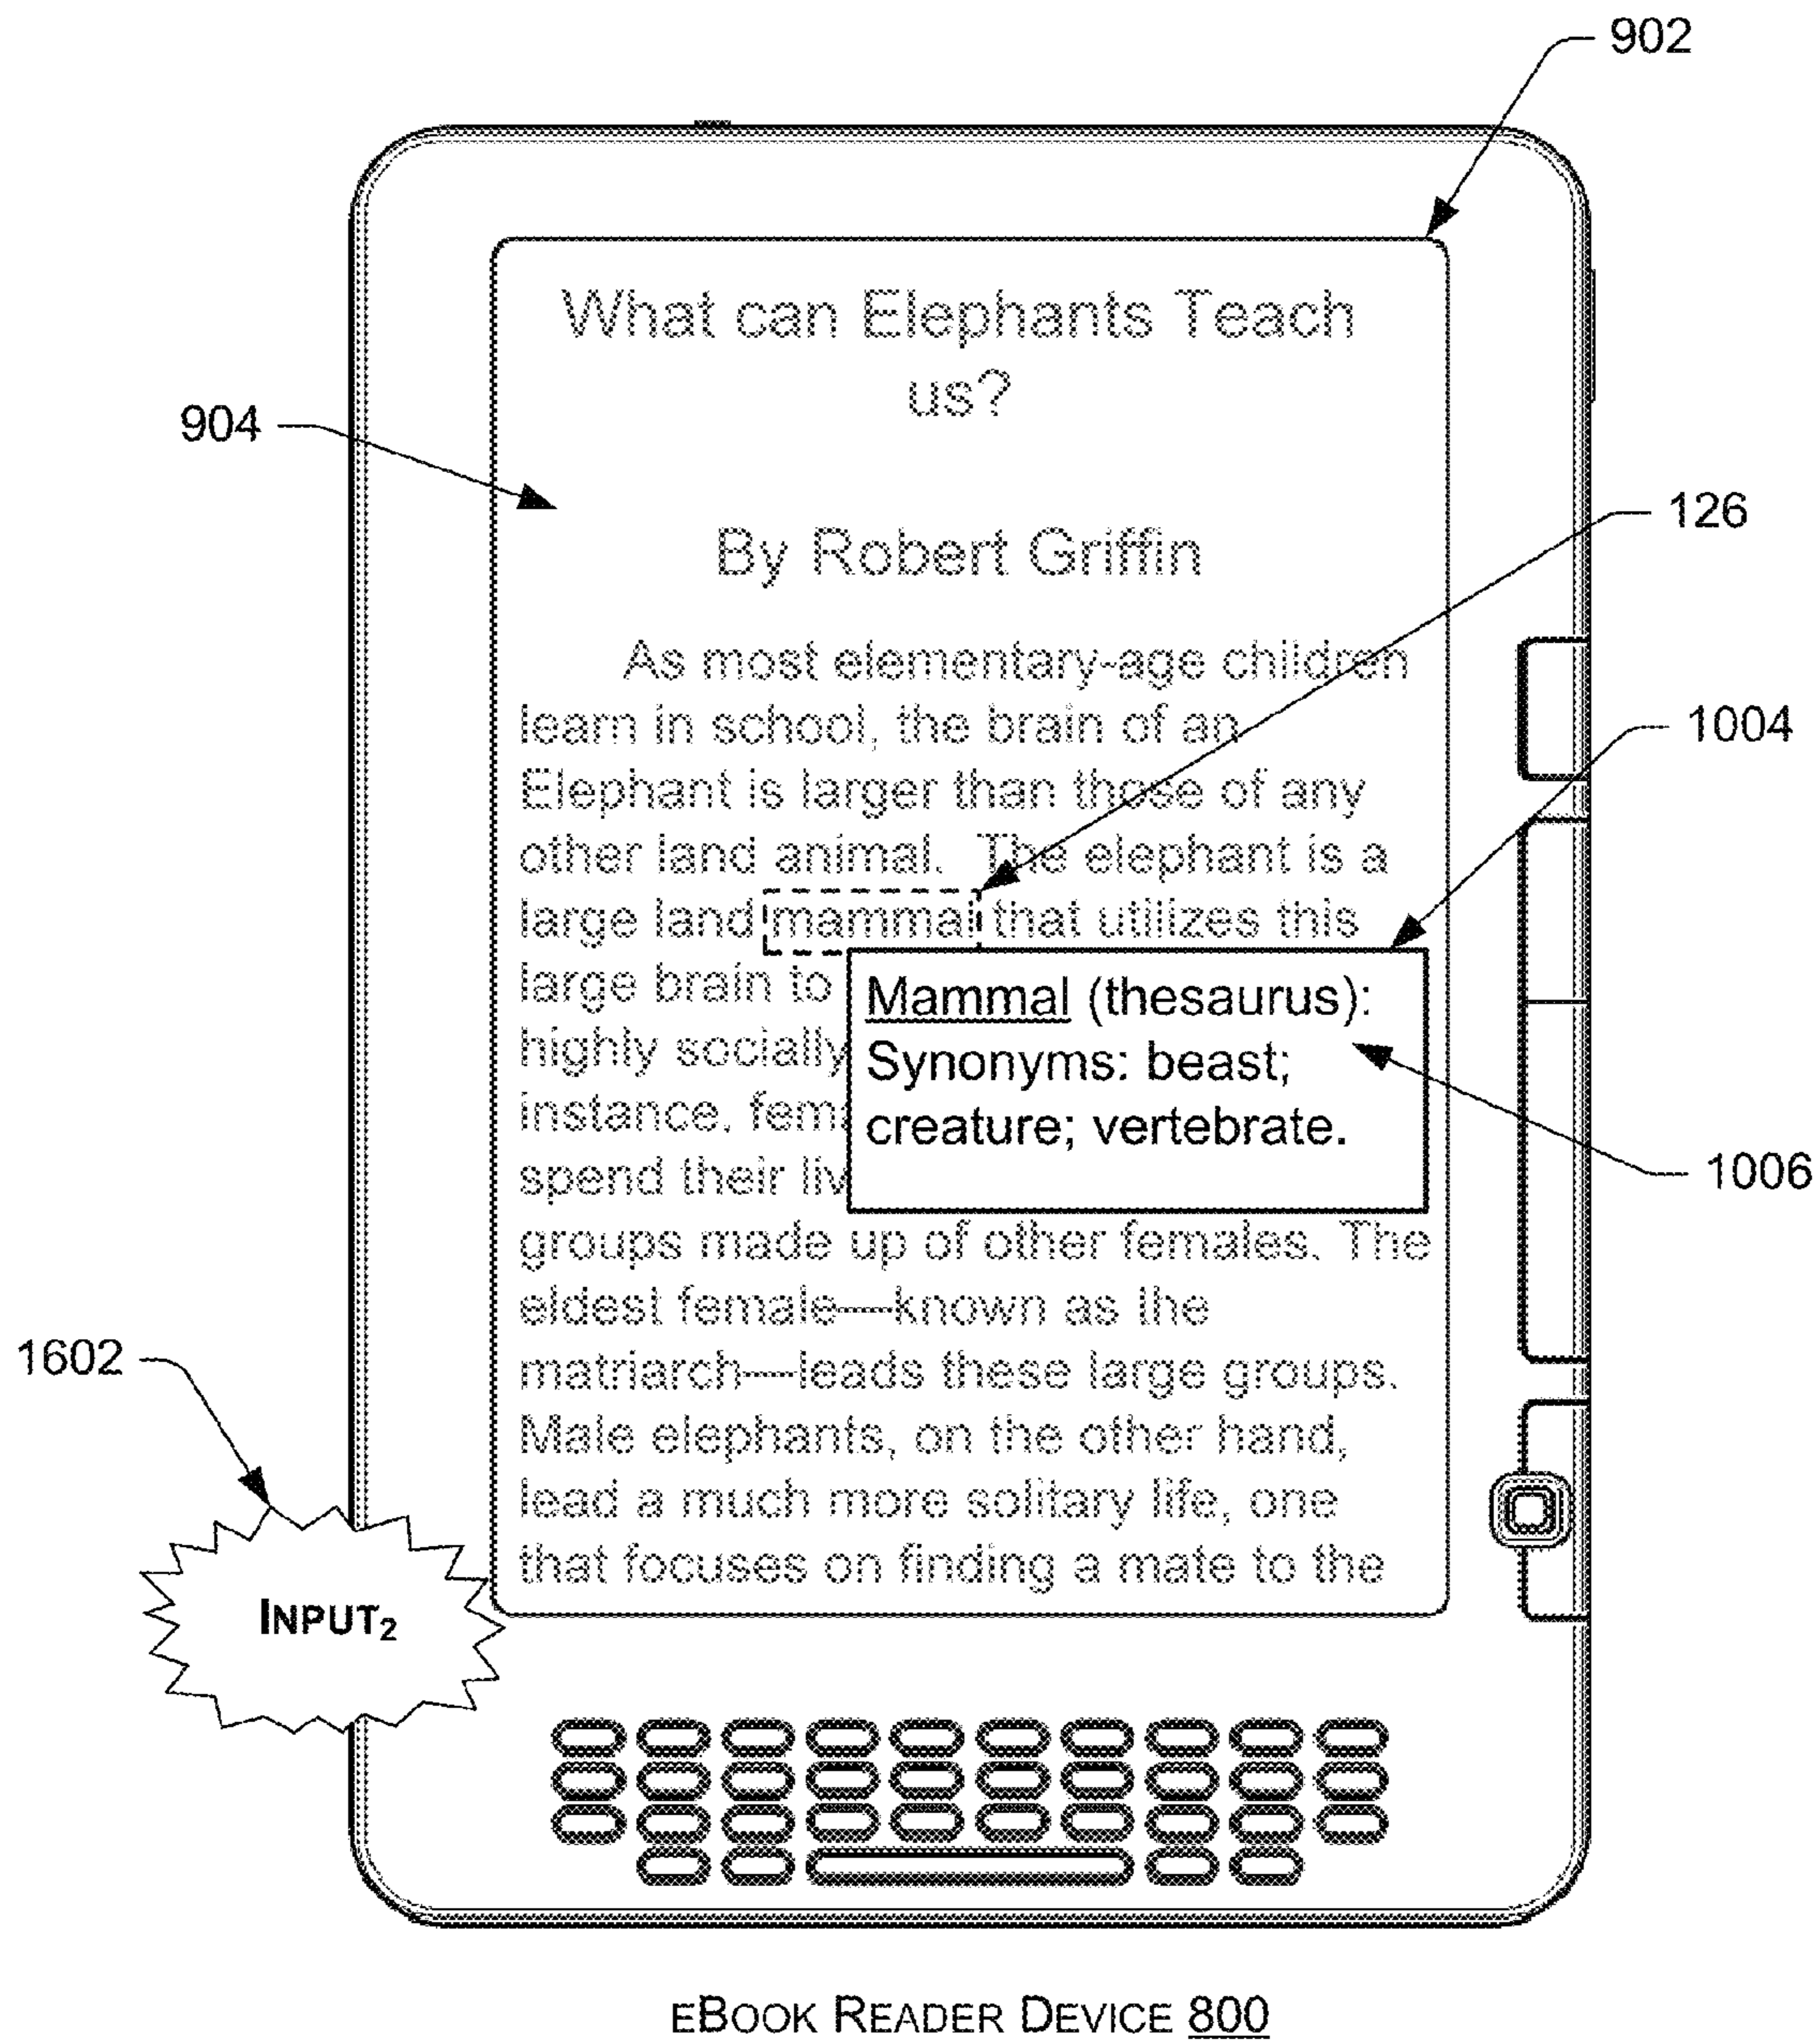 902
What can Elephants Teach
us?
904
126
By Robert Griffin
As most elementary-age children
learn in school, the brain of an
1004
Elephant is larger than those of any
other land animal. The elephant is a
large land mammal that utilizes this
large brain to
highly socially
instance, fema
spend their liv
Mammal (thesaurus):
Synonyms: beast;
creature; vertebrate.
1006
groups made up of other females. The
eldest female—known as the
1602
matriarch—leads these large groups.
Male elephants, on the other hand,
lead a much more solitary life, one
that focuses on finding a mate to the
INPUT₂
EBOOK READER DEVICE 800